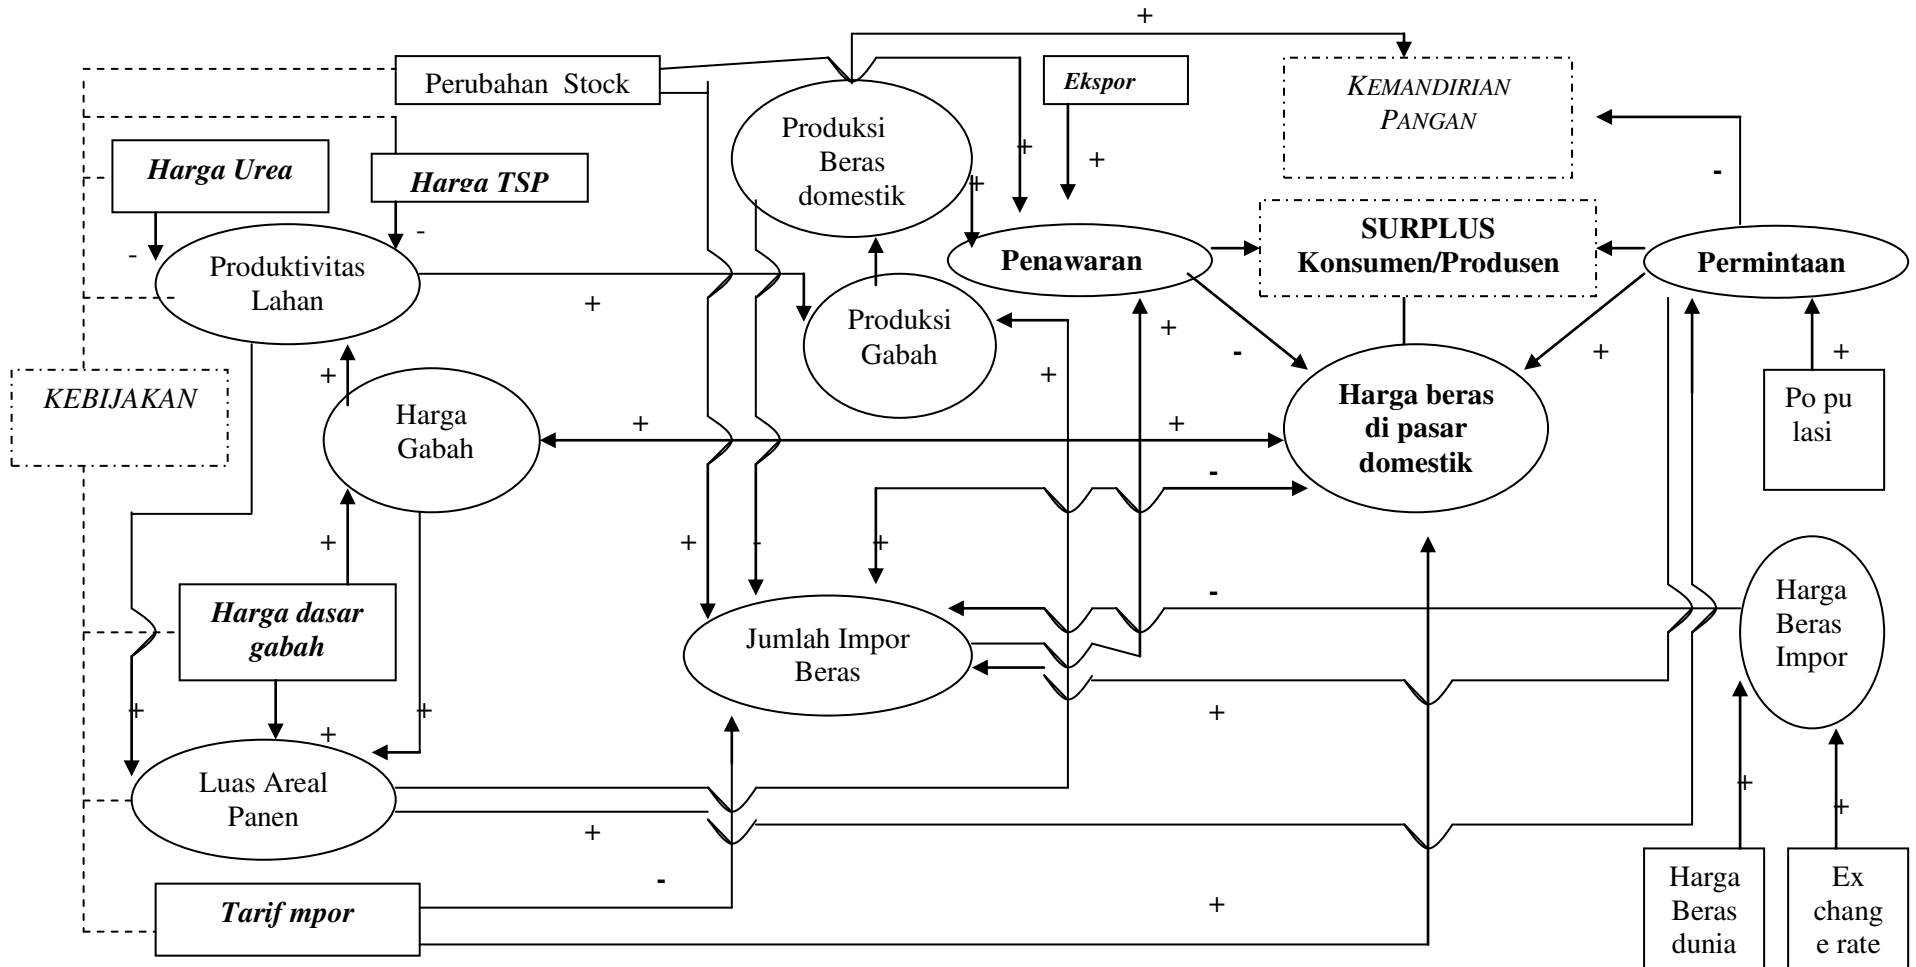 +
Perubahan Stock
Ekspor
KEMANDIRIAN
PANGAN
Produksi
Beras
domestik
+
+
+
-
Harga Urea
Harga TSP
-
-
Produktivitas
Lahan
+
Penawaran
SURPLUS
Konsumen/Produsen
Permintaan
Produksi
Gabah
+
-
+
+
Po pu
lasi
KEBIJAKAN
+
Harga
Gabah
+
+
+
Harga beras
di pasar
domestik
-
+
+
-
+
Harga dasar
gabah
Jumlah Impor
Beras
-
Harga
Beras
Impor
+
+
+
+
Luas Areal
Panen
+
-
Tarif mpor
+
+
+
Harga
Beras
dunia
Ex
chang
e rate